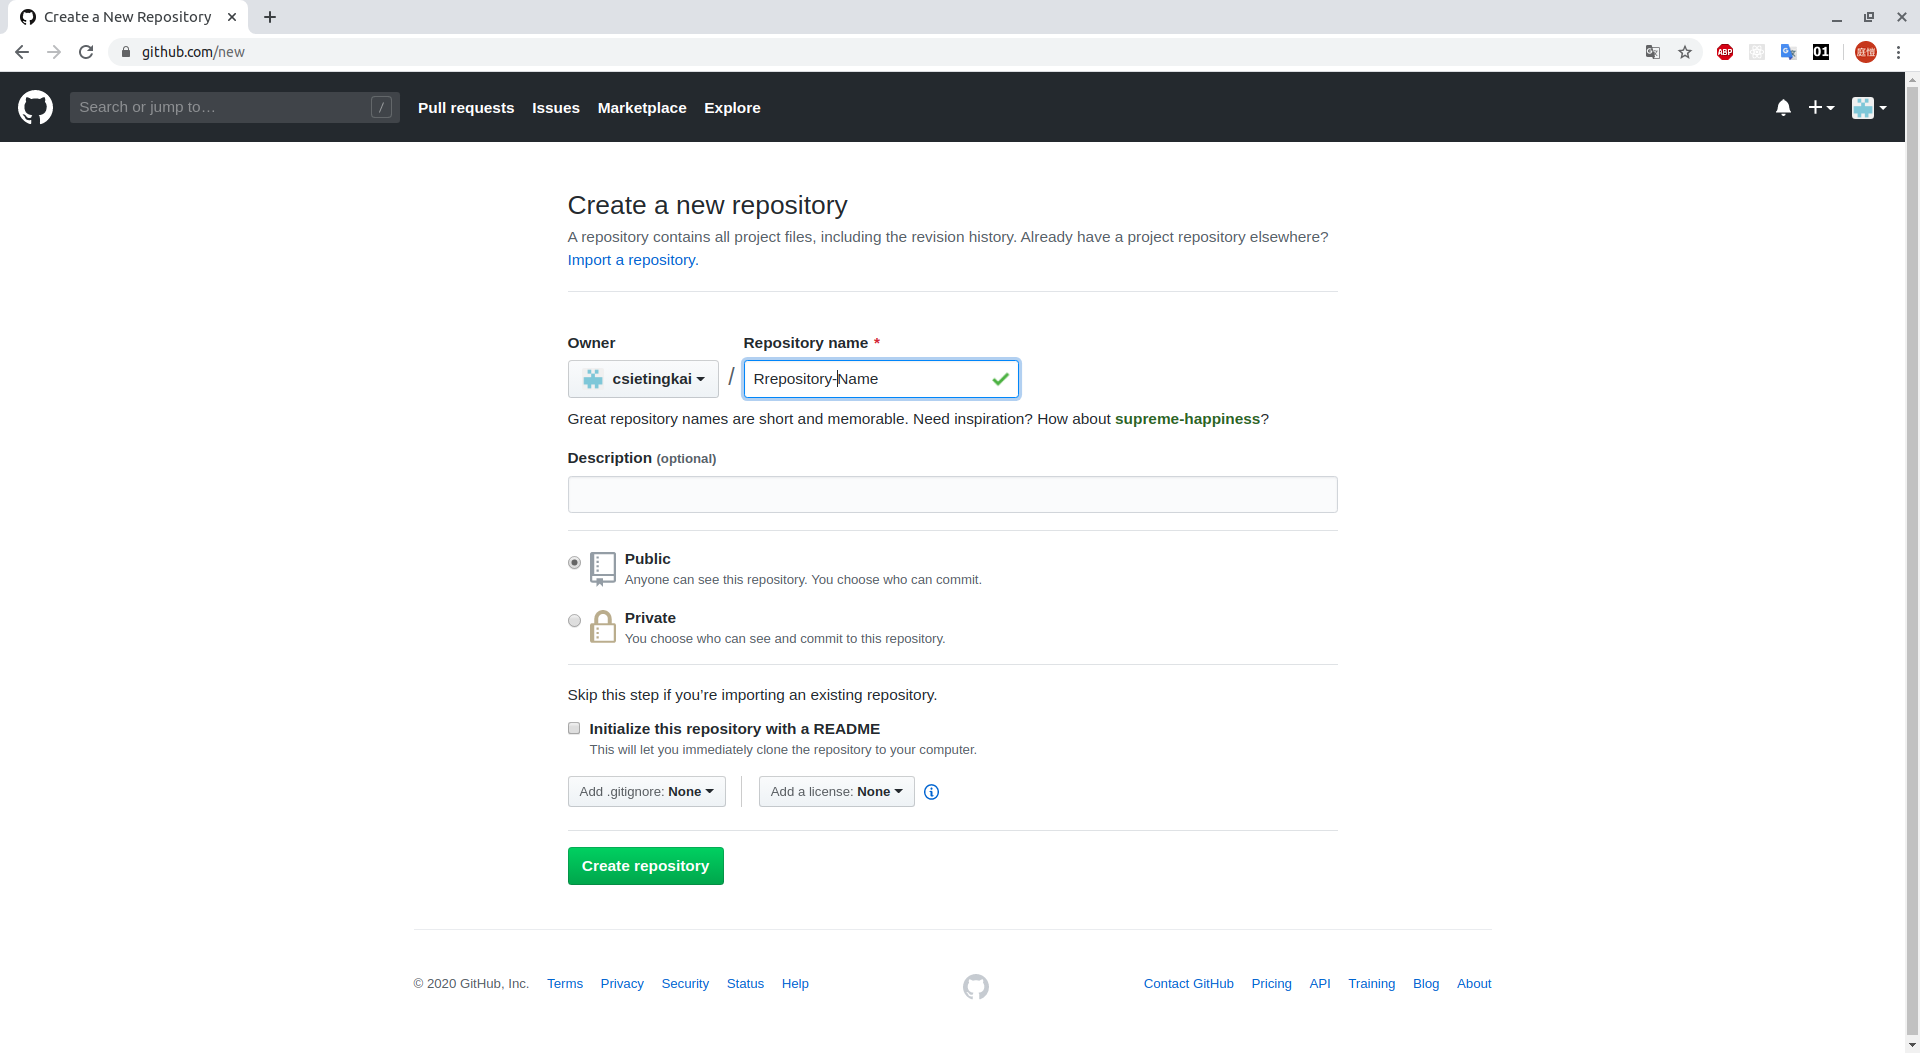 Create a New Repository
github.com/new
ABP
01
庭愷
Search or jump to…
/
Pull requests Issues Marketplace Explore
Create a new repository
A repository contains all project files, including the revision history. Already have a project repository elsewhere?
Import a repository.
Owner
Repository name *
csietingkai
/
Rrepository-Name
Great repository names are short and memorable. Need inspiration? How about supreme-happiness?
Description (optional)
Public
Anyone can see this repository. You choose who can commit.
Private
You choose who can see and commit to this repository.
Skip this step if you’re importing an existing repository.
Initialize this repository with a README
This will let you immediately clone the repository to your computer.
Add .gitignore: None
Add a license: None
Create repository
© 2020 GitHub, Inc. Terms Privacy Security Status Help
Contact GitHub Pricing API Training Blog About